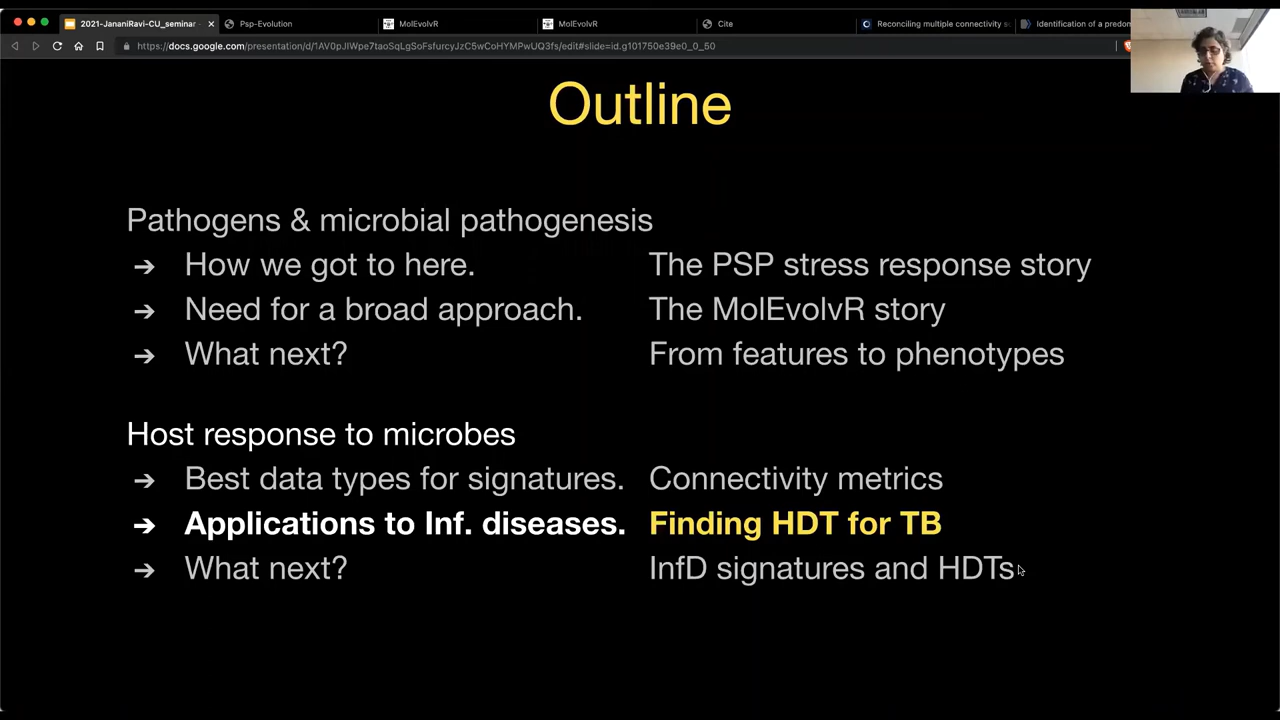 2021-JananiRavi-CU_seminar
Psp-Evolution
MolEvolvR
MolEvolvR
Cite
Reconciling multiple connectivity
Identification of a predom
https://docs.google.com/presentation/d/1AV0pJIWpe7taoSqLgSoFsfurcyJzC5wCoHYMPwUQ3fs/edit#slide=id.g101750e39e0_0_50
Outline
Pathogens & microbial pathogenesis
➔ How we got to here. The PSP stress response story
➔ Need for a broad approach. The MolEvolvR story
➔ What next? From features to phenotypes
Host response to microbes
➔ Best data types for signatures. Connectivity metrics
➔ Applications to Inf. diseases. Finding HDT for TB
➔ What next? InfD signatures and HDTs